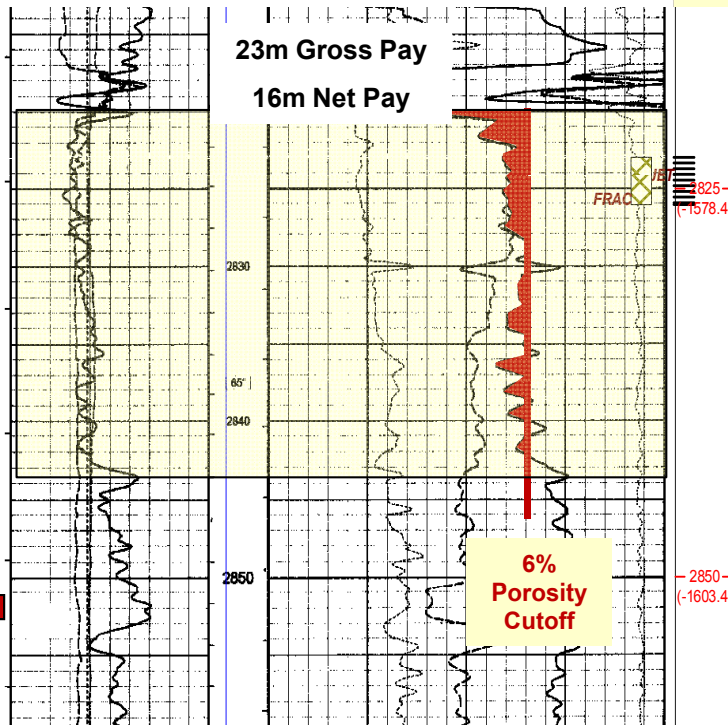 23m Gross Pay
16m Net Pay
JET
2825
FRAC
(-1578.4
2830
65'
2840
2850
2850
(-1603.4
6%
Porosity
Cutoff